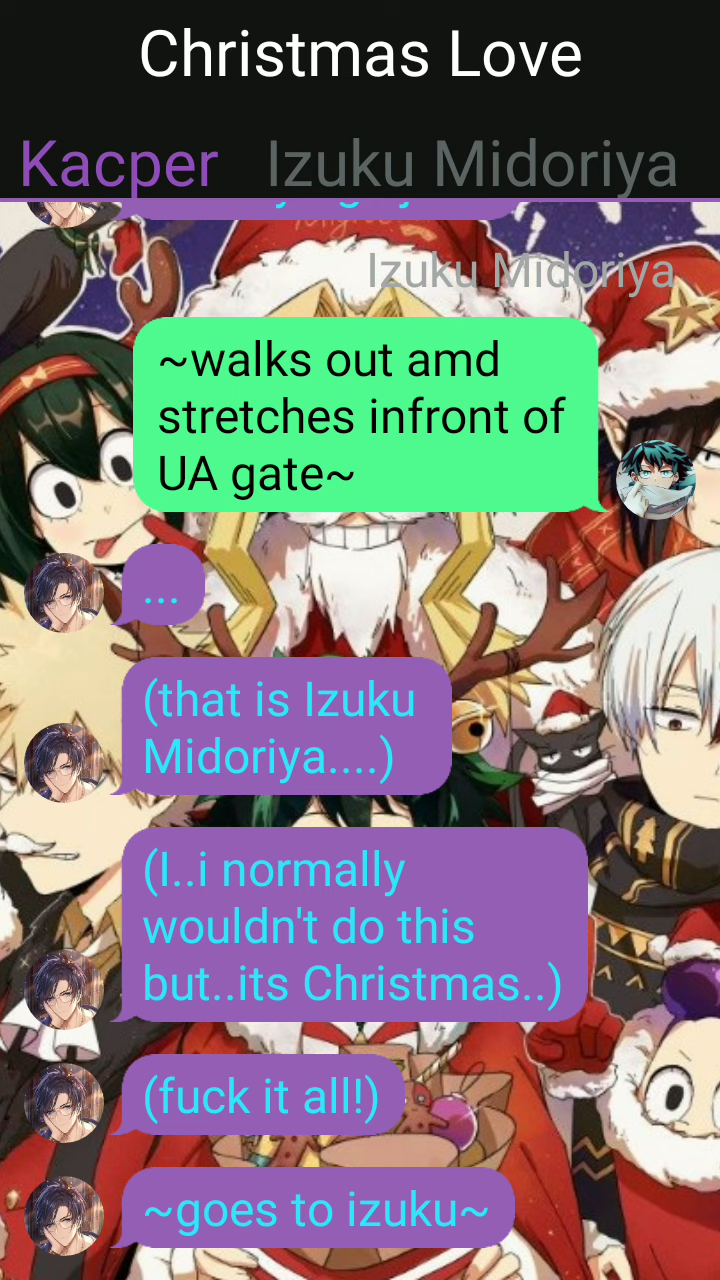 Christmas Love
Kacper Izuku Midoriya
Izuku Midoriya
~walks out amd
stretches infront of
UA gate~
...
(that is Izuku
Midoriya....)
(I..i normally
wouldn't do this
but..its Christmas..)
(fuck it all!)
~goes to izuku~